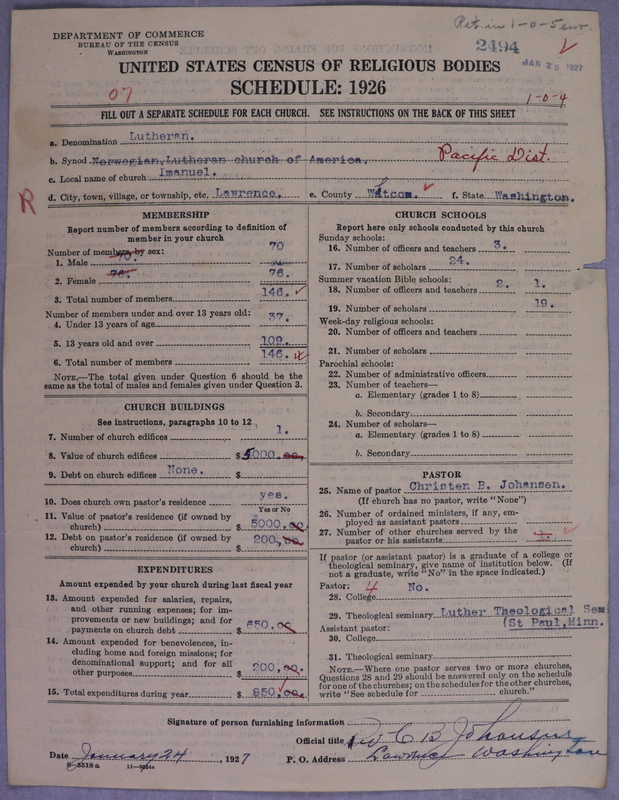 Pet in 1-0-5 enr.
DEPARTMENT OF COMMERCE
BUREAU OF THE CENSUS
WASHINGTON
2494
JAN 26 1927
UNITED STATES CENSUS OF RELIGIOUS BODIES
SCHEDULE: 1926
07
1-0-4
FILL OUT A SEPARATE SCHEDULE FOR EACH CHURCH. SEE INSTRUCTIONS ON THE BACK OF THIS SHEET
a. Denomination Lutheran.
b. Synod Norwegian Lutheran church of America. Pacific Dist.
c. Local name of church Imanuel.
R
d. City, town, village, or township, etc. Lawrence. e. County Watcom. f. State Washington.
MEMBERSHIP
Report number of members according to definition of
member in your church
Number of members by sex:
1. Male 70. 70
2. Female 76. 76.
3. Total number of members 146.
Number of members under and over 13 years old:
4. Under 13 years of age 37.
5. 13 years old and over 109.
6. Total number of members 146.
NOTE.—The total given under Question 6 should be
same as the total of males and females given under Question 3.
CHURCH BUILDINGS
See instructions, paragraphs 10 to 12
7. Number of church edifices 1.
8. Value of church edifices $5000.00.
9. Debt on church edifices None. $
10. Does church own pastor's residence yes.
Yes or No
11. Value of pastor's residence (if owned by
church) $ 5000.00.
12. Debt on pastor's residence (if owned by
church) $ 200,00.
EXPENDITURES
Amount expended by your church during last fiscal year
13. Amount expended for salaries, repairs,
and other running expenses; for im-
provements or new buildings; and for
payments on church debt $ 650.00
14. Amount expended for benevolences, in-
cluding home and foreign missions; for
denominational support; and for all
other purposes $ 200,00.
15. Total expenditures during year $ 850,00.
CHURCH SCHOOLS
Report here only schools conducted by this church
Sunday schools:
16. Number of officers and teachers 3.
17. Number of scholars 24.
Summer vacation Bible schools:
18. Number of officers and teachers 2. 1.
19. Number of scholars 19.
Week-day religious schools:
20. Number of officers and teachers
21. Number of scholars
Parochial schools:
22. Number of administrative officers
23. Number of teachers—
a. Elementary (grades 1 to 8)
b. Secondary
24. Number of scholars—
a. Elementary (grades 1 to 8)
b. Secondary
PASTOR
25. Name of pastor Christen B. Johansen.
(If church has no pastor, write "None")
26. Number of ordained ministers, if any, em-
ployed as assistant pastors
27. Number of other churches served by the
pastor or his assistants 1.
If pastor (or assistant pastor) is a graduate of a college or
theological seminary, give name of institution below. (If
not a graduate, write "No" in the space indicated.)
Pastor: 4 No.
28. College
29. Theological seminary Luther Theological Sem
Assistant pastor: (St Paul, Minn.
30. College
31. Theological seminary
NOTE.—Where one pastor serves two or more churches,
Questions 28 and 29 should be answered only on the schedule
for one of the churches; on the schedules for the other churches,
write "See schedule for church."
Signature of person furnishing information
Official title Rev C B Johansen
Date January 24, 1927 P. O. Address Lawrence Washington
8-5518a 11-9084a